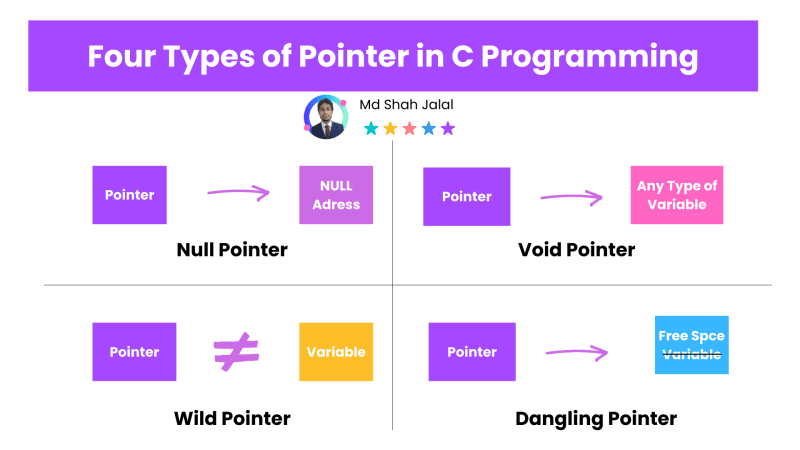 Four Types of Pointer in C Programming
Md Shah Jalal
Pointer
NULL
Adress
Null Pointer
Pointer
Any Type of
Variable
Void Pointer
Pointer
Variable
Wild Pointer
Pointer
Free Spce
Variable
Dangling Pointer